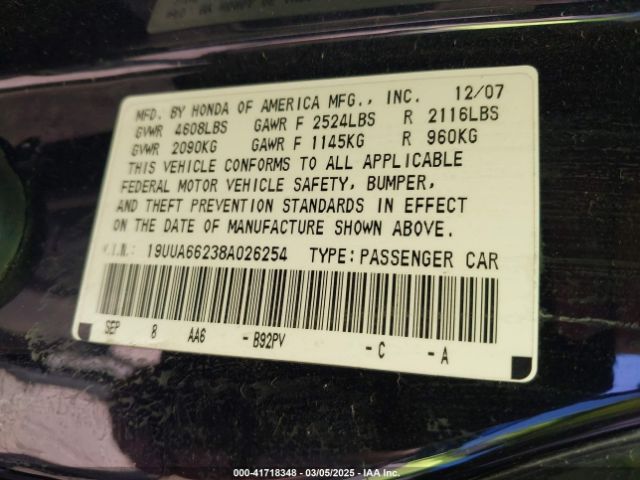 MFD. BY HONDA OF AMERICA MFG., INC. 12/07
GVWR 4608LBS GAWR F 2524LBS R 2116LBS
GVWR 2090KG GAWR F 1145KG R 960KG
THIS VEHICLE CONFORMS TO ALL APPLICABLE
FEDERAL MOTOR VEHICLE SAFETY, BUMPER,
AND THEFT PREVENTION STANDARDS IN EFFECT
ON THE DATE OF MANUFACTURE SHOWN ABOVE.
V.I.N.: 19UUA66238A026254 TYPE: PASSENGER CAR
SEP 8 AA6 - B92PV - C - A
000-41718348 — 03/05/2025 — IAA Inc.